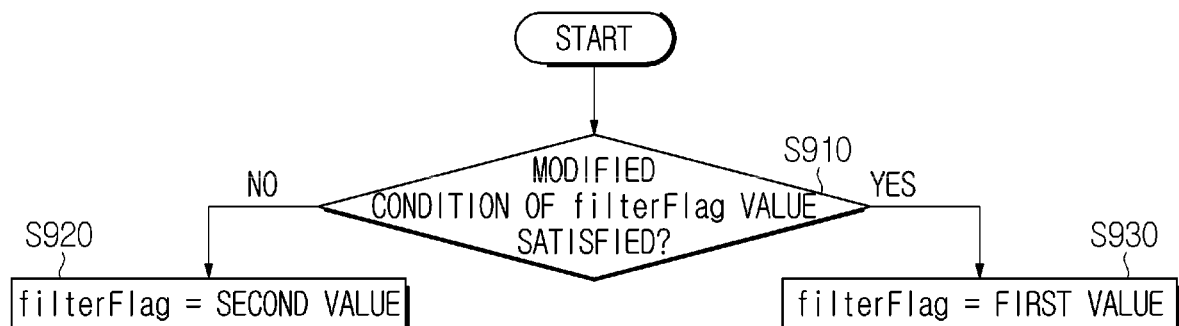 START
S910
MODIFIED
NO
YES
CONDITION OF filterFlag VALUE
SATISFIED?
S920
S930
filterFlag = SECOND VALUE
filterFlag = FIRST VALUE